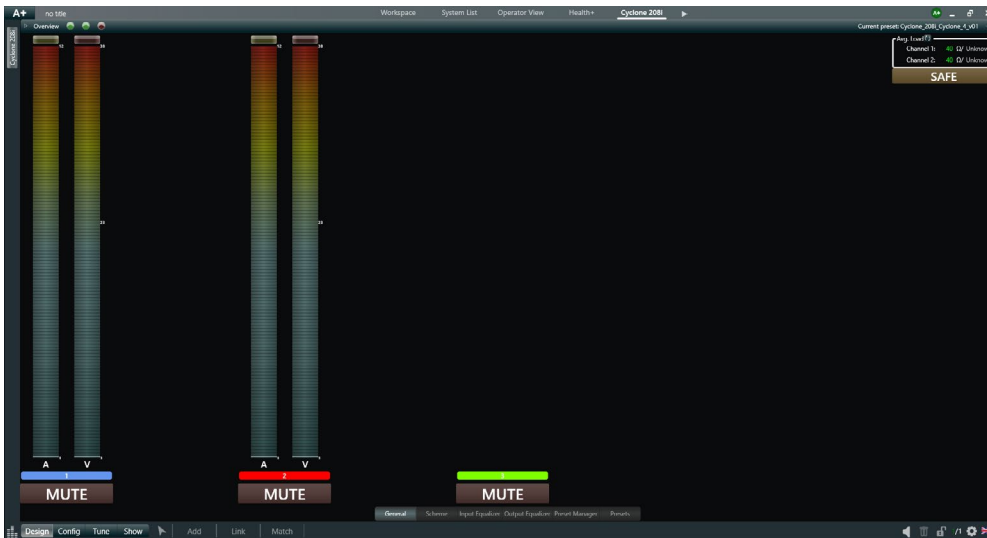 A+ no title Workspace System List Operator View Health+ Cyclone 208i
Overview Current preset: Cyclone_208i_Cyclone_4_v01
Cyclone 208i
Avg. Load
Channel 1: 40 Ω/ Unknow
Channel 2: 40 Ω/ Unknow
SAFE
A V A V
1 2 3
MUTE MUTE MUTE
General Scheme Input Equalizer Output Equalizer Preset Manager Presets
Design Config Tune Show Add Link Match /1